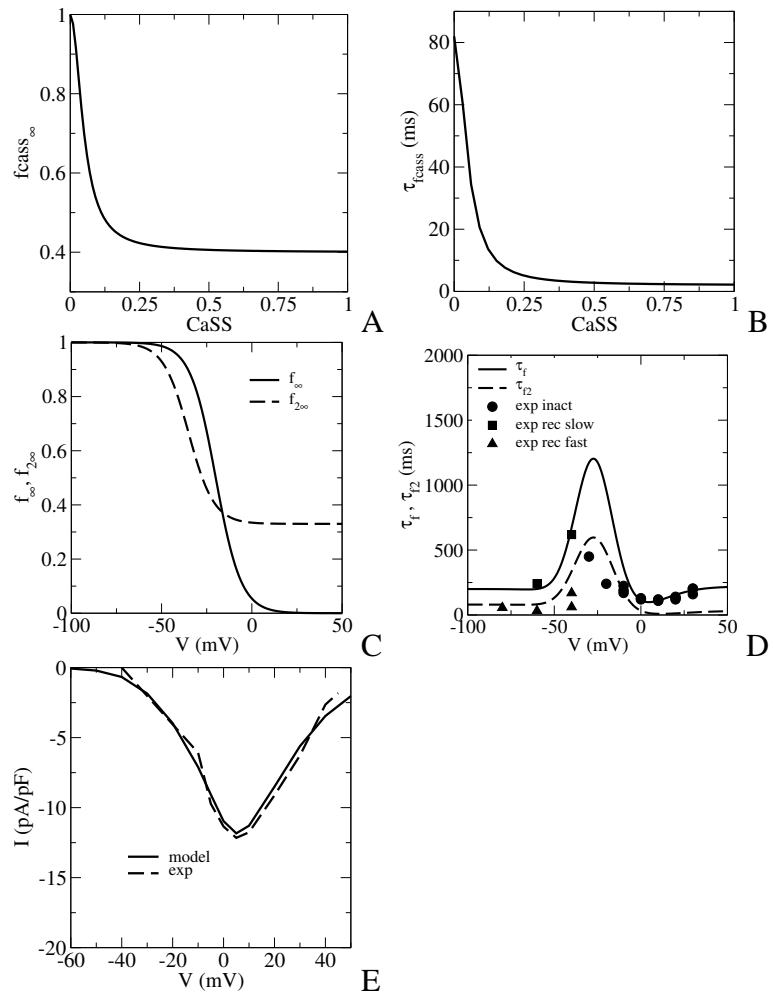 1
0.8
0.6
0.4
fcass∞
0
0.25
0.5
0.75
1
CaSS
A
80
60
40
20
0
τfcass (ms)
0
0.25
0.5
0.75
1
CaSS
B
1
0.8
0.6
0.4
0.2
0
f∞, f2∞
f∞
f2∞
-100
-50
0
50
V (mV)
C
2000
1500
1000
500
0
τf , τf2 (ms)
τf
τf2
exp inact
exp rec slow
exp rec fast
-100
-50
0
50
V (mV)
D
0
-5
-10
-15
-20
I (pA/pF)
model
exp
-60
-40
-20
0
20
40
V (mV)
E